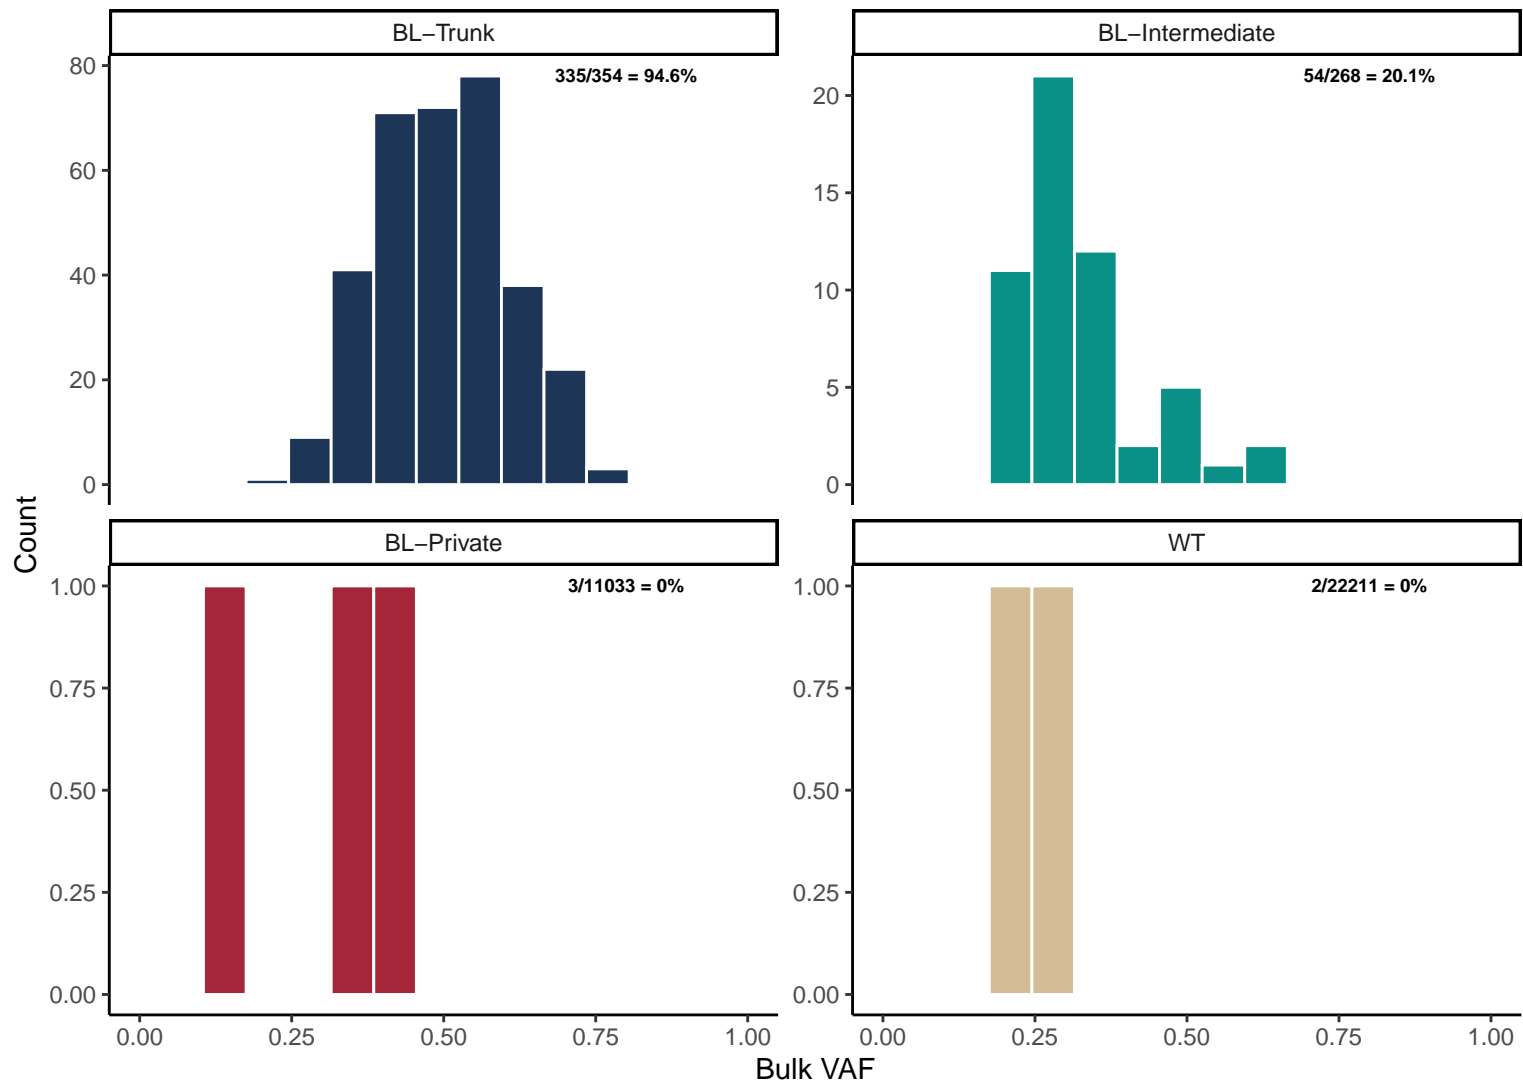 BL−Trunk
BL−Intermediate
335/354 = 94.6%
54/268 = 20.1%
80
60
40
20
0
20
15
10
5
0
Count
BL−Private
WT
3/11033 = 0%
2/22211 = 0%
1.00
0.75
0.50
0.25
0.00
1.00
0.75
0.50
0.25
0.00
0.00 0.25 0.50 0.75 1.00
0.00 0.25 0.50 0.75 1.00
Bulk VAF